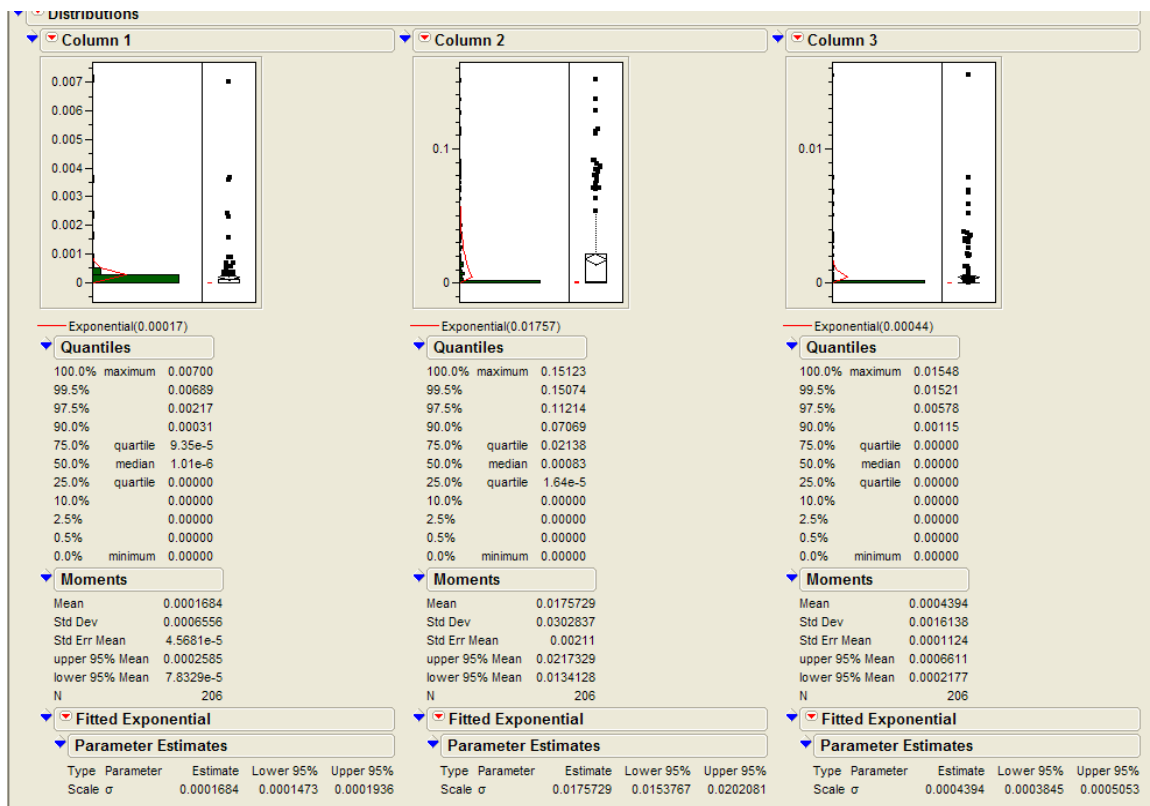 Distributions
Column 1
0.007
0.006
0.005
0.004
0.003
0.002
0.001
0
Exponential(0.00017)
Quantiles
100.0% maximum 0.00700
99.5% 0.00689
97.5% 0.00217
90.0% 0.00031
75.0% quartile 9.35e-5
50.0% median 1.01e-6
25.0% quartile 0.00000
10.0% 0.00000
2.5% 0.00000
0.5% 0.00000
0.0% minimum 0.00000
Moments
Mean 0.0001684
Std Dev 0.0006556
Std Err Mean 4.5681e-5
upper 95% Mean 0.0002585
lower 95% Mean 7.8329e-5
N 206
Fitted Exponential
Parameter Estimates
Type Parameter Estimate Lower 95% Upper 95%
Scale σ 0.0001684 0.0001473 0.0001936
Column 2
0.1
0
Exponential(0.01757)
Quantiles
100.0% maximum 0.15123
99.5% 0.15074
97.5% 0.11214
90.0% 0.07069
75.0% quartile 0.02138
50.0% median 0.00083
25.0% quartile 1.64e-5
10.0% 0.00000
2.5% 0.00000
0.5% 0.00000
0.0% minimum 0.00000
Moments
Mean 0.0175729
Std Dev 0.0302837
Std Err Mean 0.00211
upper 95% Mean 0.0217329
lower 95% Mean 0.0134128
N 206
Fitted Exponential
Parameter Estimates
Type Parameter Estimate Lower 95% Upper 95%
Scale σ 0.0175729 0.0153767 0.0202081
Column 3
0.01
0
Exponential(0.00044)
Quantiles
100.0% maximum 0.01548
99.5% 0.01521
97.5% 0.00578
90.0% 0.00115
75.0% quartile 0.00000
50.0% median 0.00000
25.0% quartile 0.00000
10.0% 0.00000
2.5% 0.00000
0.5% 0.00000
0.0% minimum 0.00000
Moments
Mean 0.0004394
Std Dev 0.0016138
Std Err Mean 0.0001124
upper 95% Mean 0.0006611
lower 95% Mean 0.0002177
N 206
Fitted Exponential
Parameter Estimates
Type Parameter Estimate Lower 95% Upper 95%
Scale σ 0.0004394 0.0003845 0.0005053